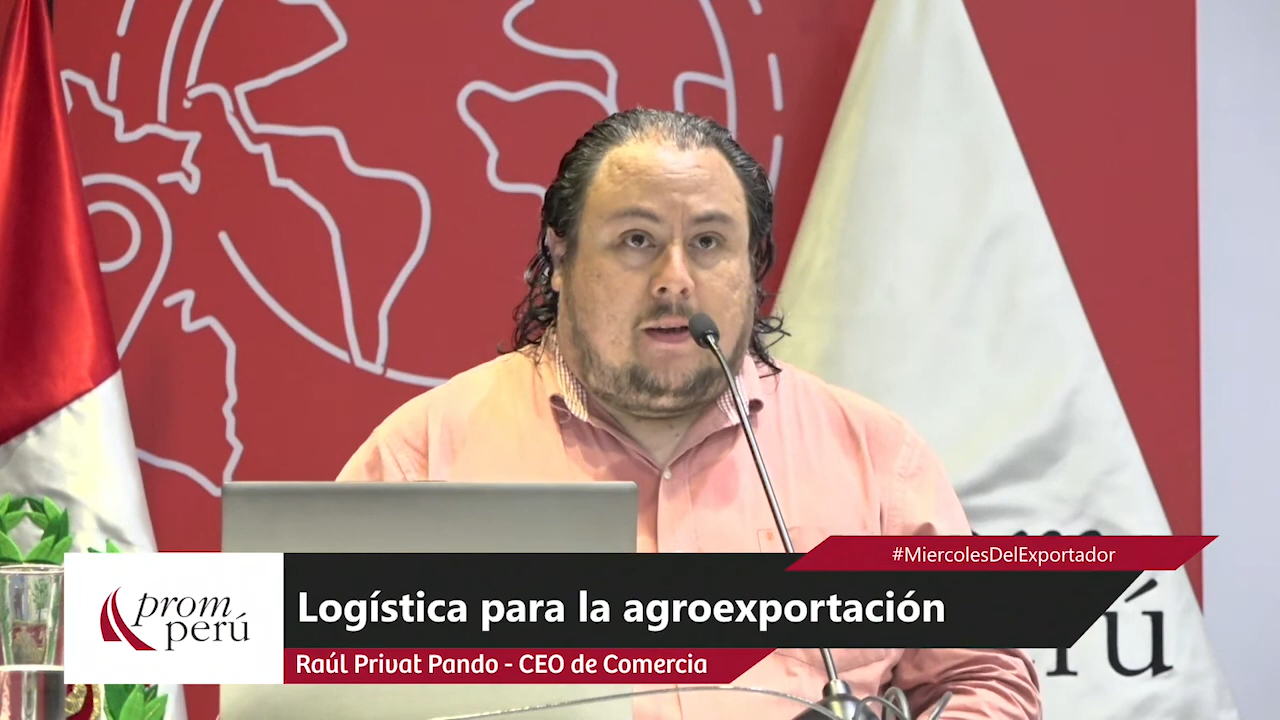 #MiercolesDelExportador
Logística para la agroexportación
prom
perú
Raúl Privat Pando - CEO de Comercia